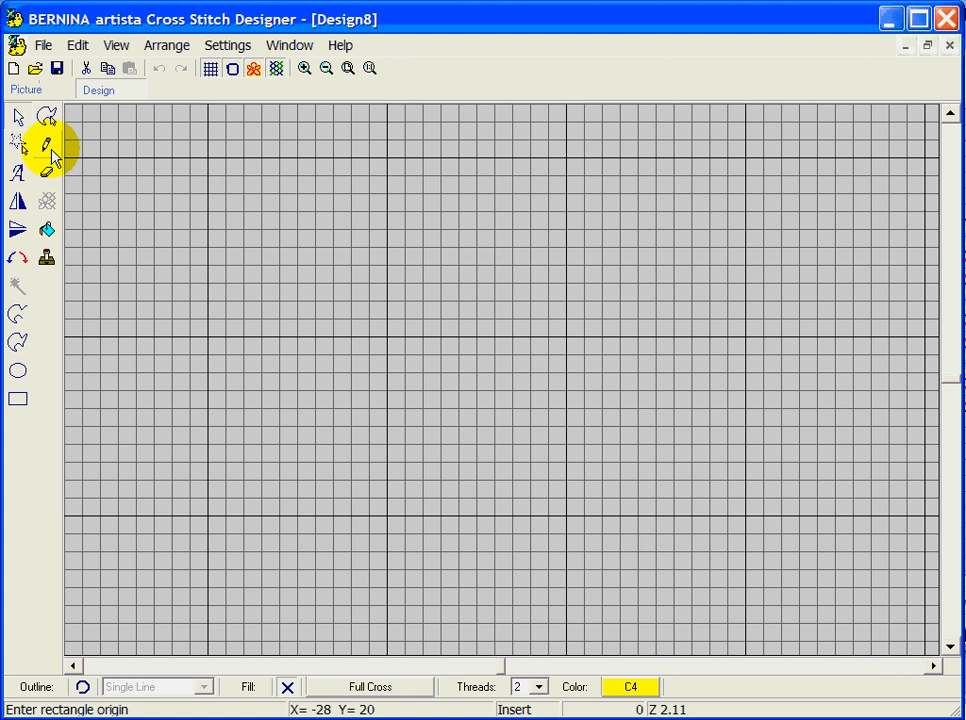 BERNINA artista Cross Stitch Designer - [Design8]
File Edit View Arrange Settings Window Help
Picture Design
A
Outline: Single Line Fill: Full Cross Threads: 2 Color: C4
Enter rectangle origin X= -28 Y= 20 Insert 0 Z 2.11